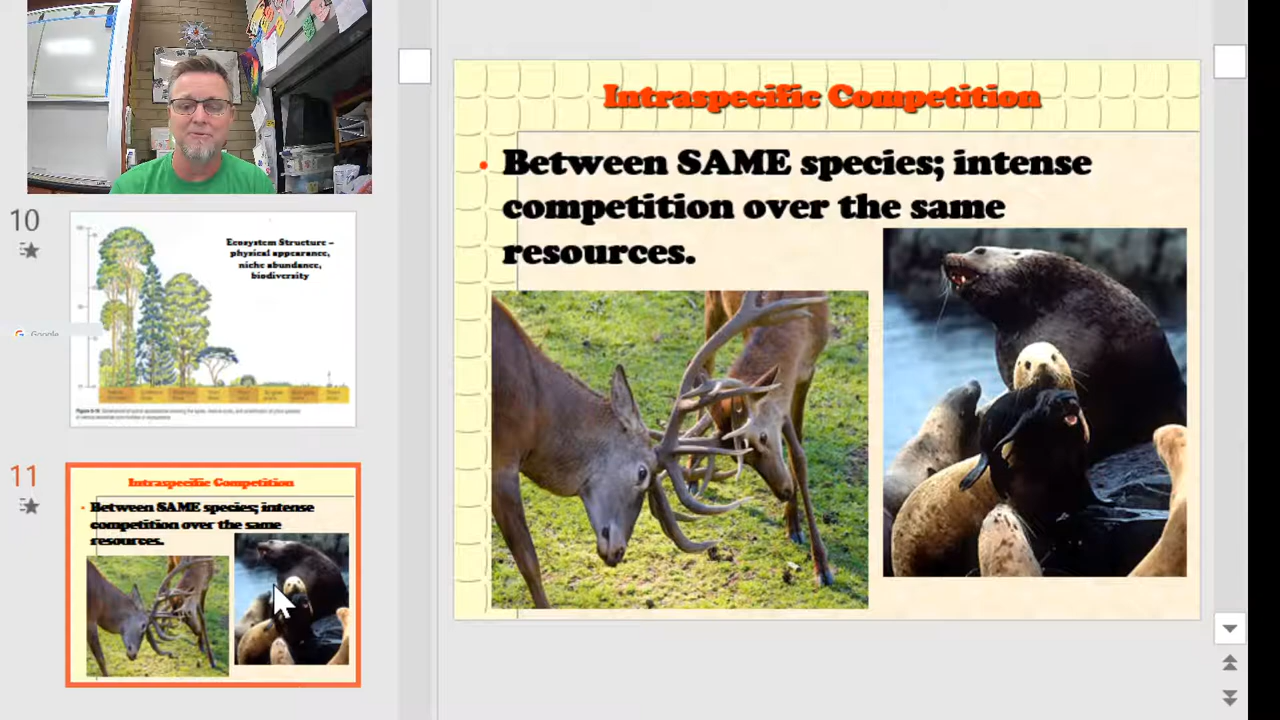 10
Ecosystem Structure –
physical appearance,
niche abundance,
biodiversity
Google
11
Intraspecific Competition
• Between SAME species; intense
competition over the same
resources.
Intraspecific Competition
• Between SAME species; intense
competition over the same
resources.